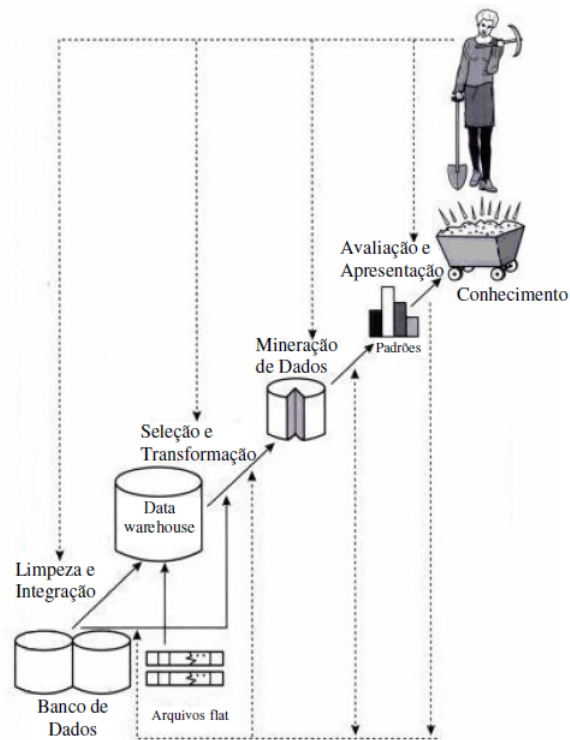 Avaliação e
Apresentação
Conhecimento
Padrões
Mineração
de Dados
Seleção e
Transformação
Data
warehouse
Limpeza e
Integração
Banco de
Dados
Arquivos flat